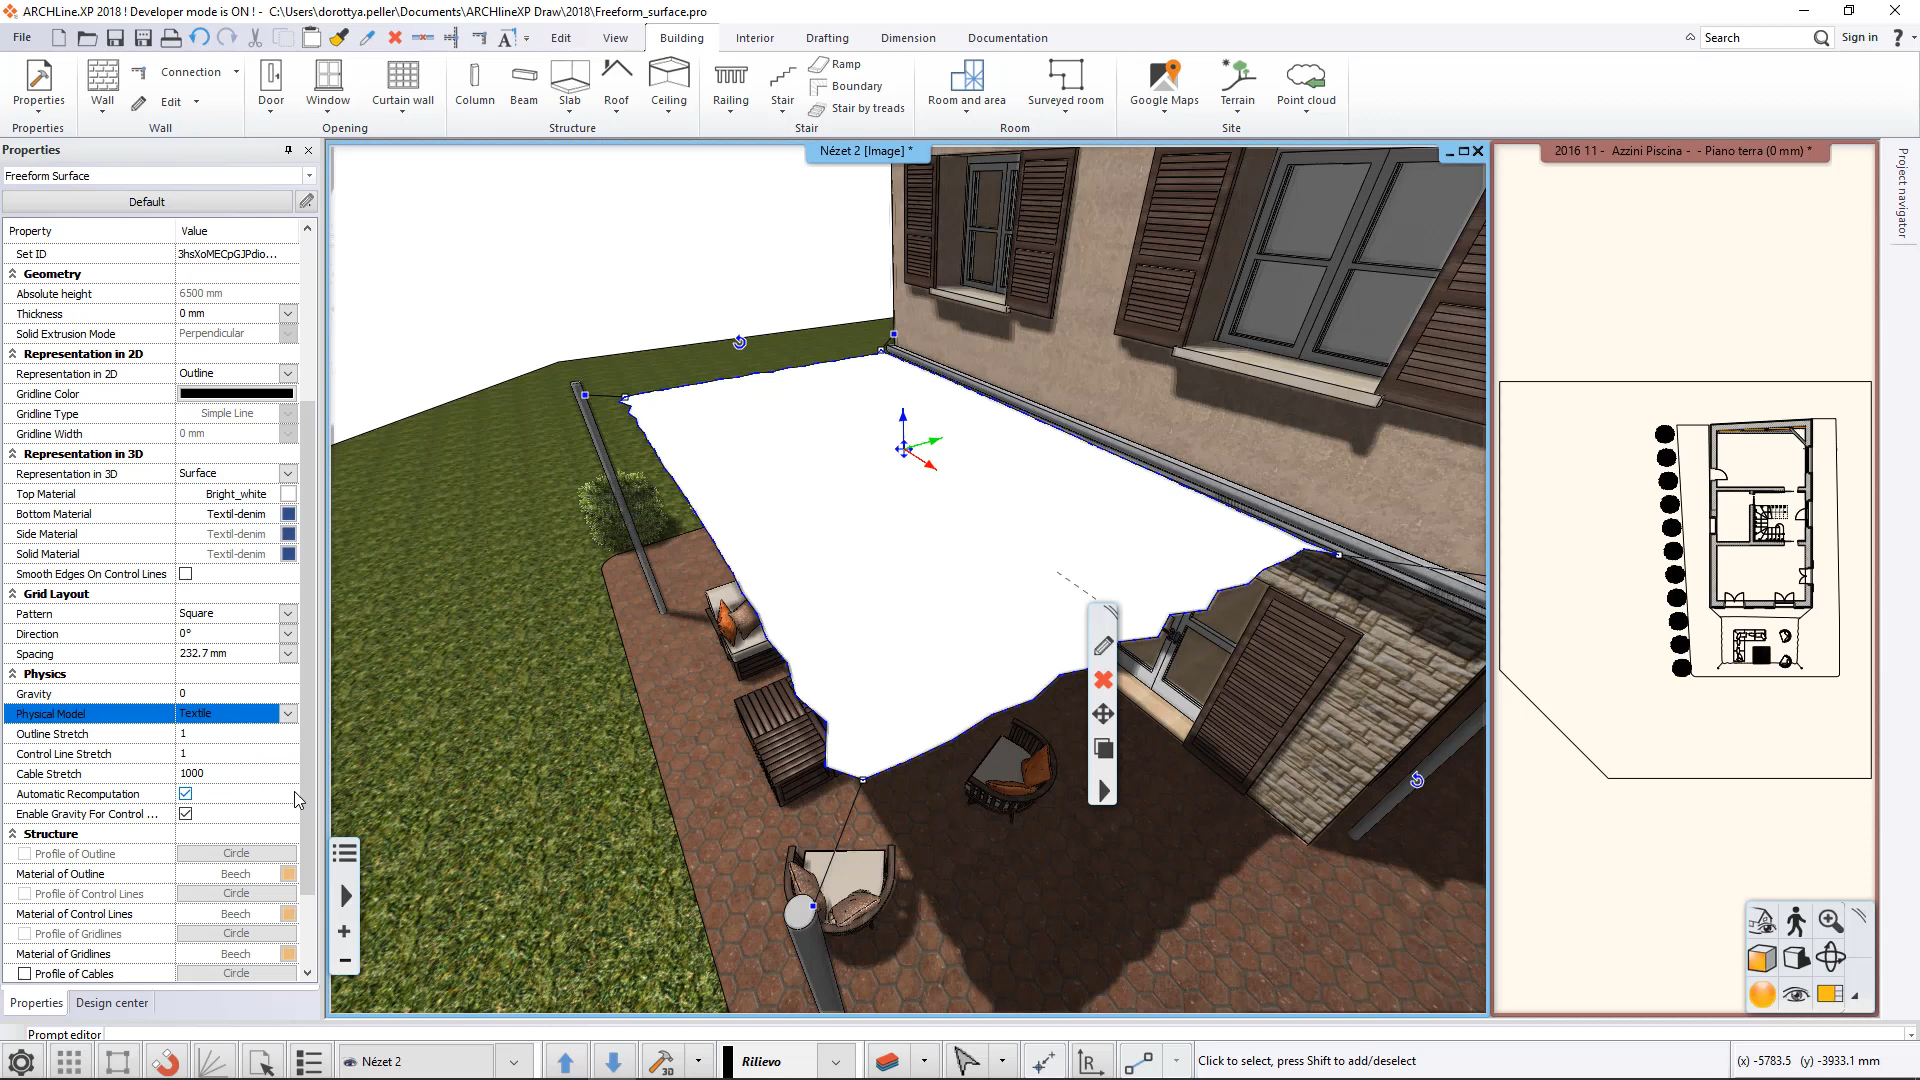 ARCHLine.XP 2018 ! Developer mode is ON ! - C:\Users\dorottya.peller\Documents\ARCHlineXP Draw\2018\Freeform_surface.pro
File Edit View Building Interior Drafting Dimension Documentation Search Sign in
Properties Wall Connection Edit Door Window Curtain wall Column Beam Slab Roof Ceiling Railing Stair Ramp Boundary Stair by treads Room and area Surveyed room Google Maps Terrain Point cloud
Properties Wall Opening Structure Stair Room Site
Properties
Nézet 2 [Image] *
2016 11 - Azzini Piscina - - Piano terra (0 mm) *
Project navigator
Freeform Surface
Default
Property Value
Set ID 3hsXoMECpGJPdio...
Geometry
Absolute height 6500 mm
Thickness 0 mm
Solid Extrusion Mode Perpendicular
Representation in 2D
Representation in 2D Outline
Gridline Color
Gridline Type Simple Line
Gridline Width 0 mm
Representation in 3D
Representation in 3D Surface
Top Material Bright_white
Bottom Material Textil-denim
Side Material Textil-denim
Solid Material Textil-denim
Smooth Edges On Control Lines
Grid Layout
Pattern Square
Direction 0°
Spacing 232.7 mm
Physics
Gravity 0
Physical Model Textile
Outline Stretch 1
Control Line Stretch 1
Cable Stretch 1000
Automatic Recomputation
Enable Gravity For Control ...
Structure
Profile of Outline Circle
Material of Outline Beech
Profile of Control Lines Circle
Material of Control Lines Beech
Profile of Gridlines Circle
Material of Gridlines Beech
Profile of Cables Circle
Properties Design center
Prompt editor
Nézet 2 3D Rilievo R Click to select, press Shift to add/deselect (x) -5783.5 (y) -3933.1 mm